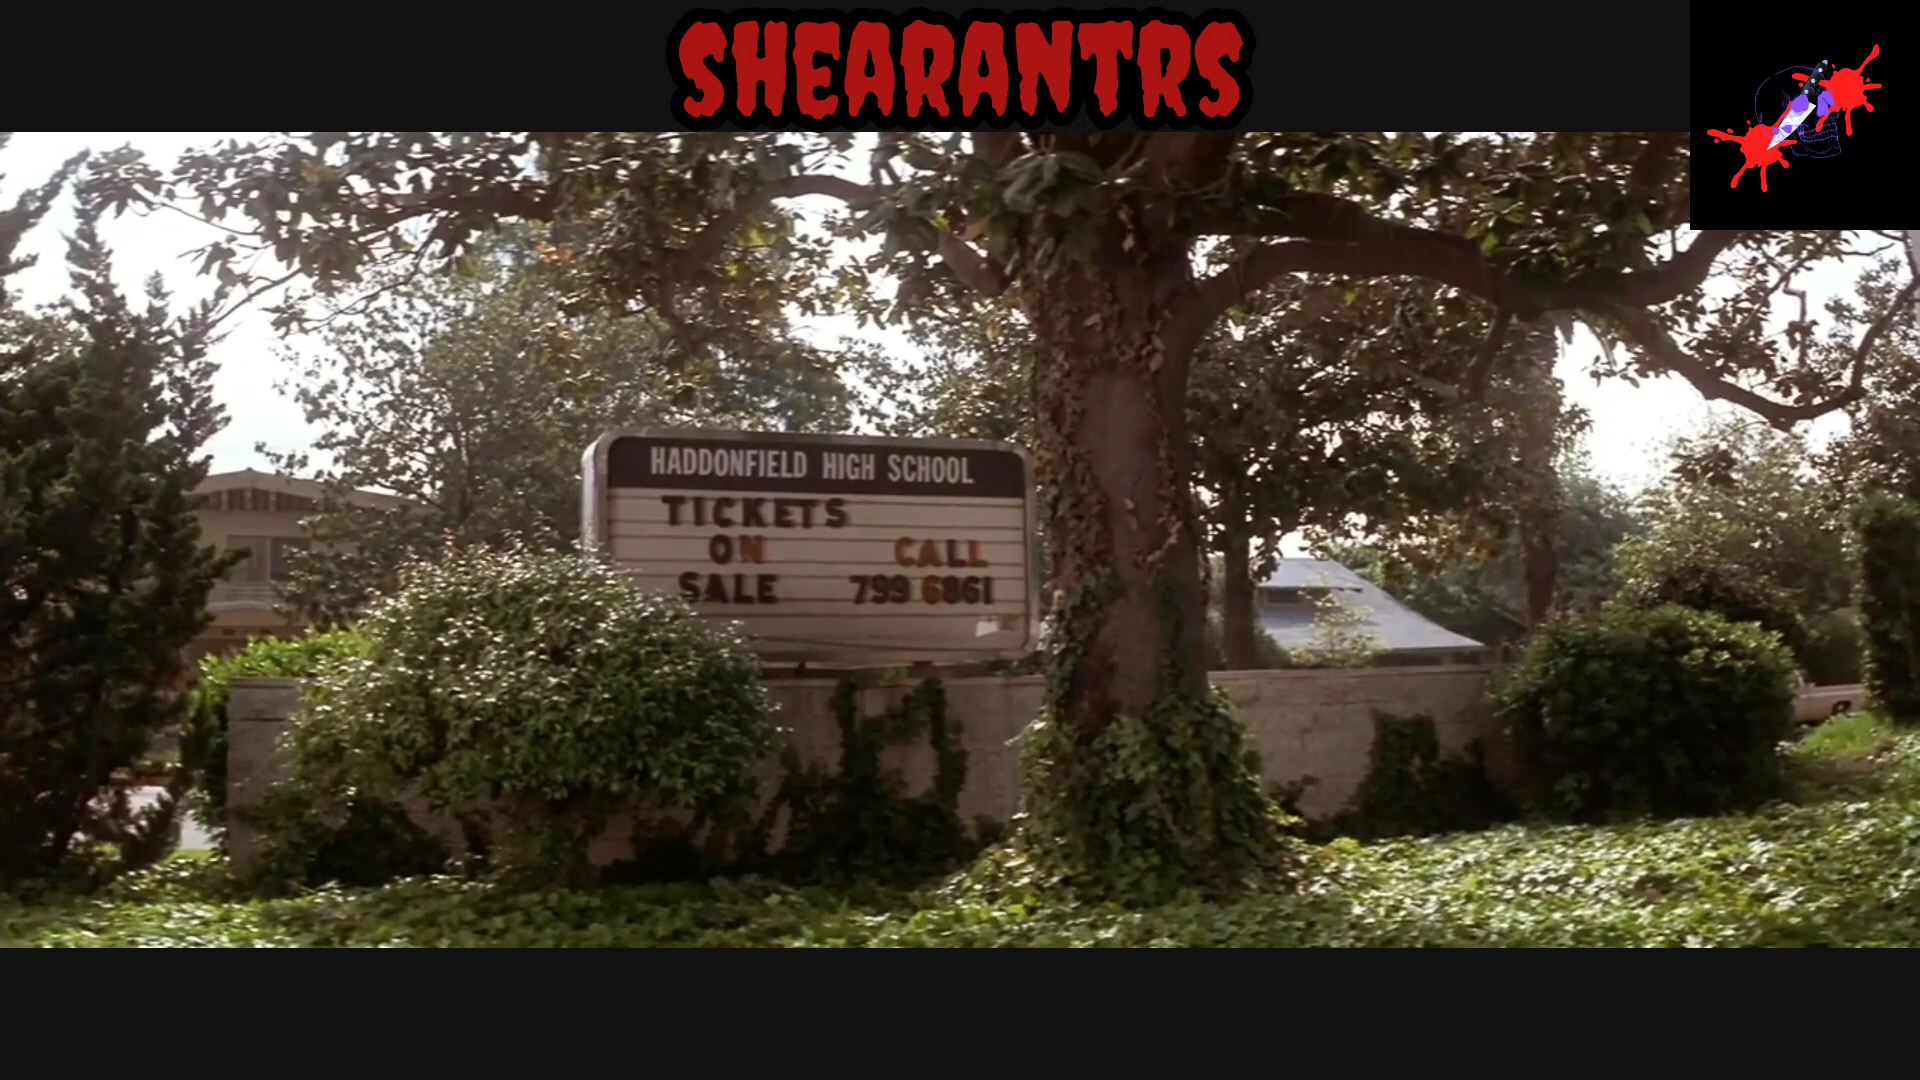 SHEARANTRS
HADDONFIELD HIGH SCHOOL
TICKETS
ON CALL
SALE 799 6861